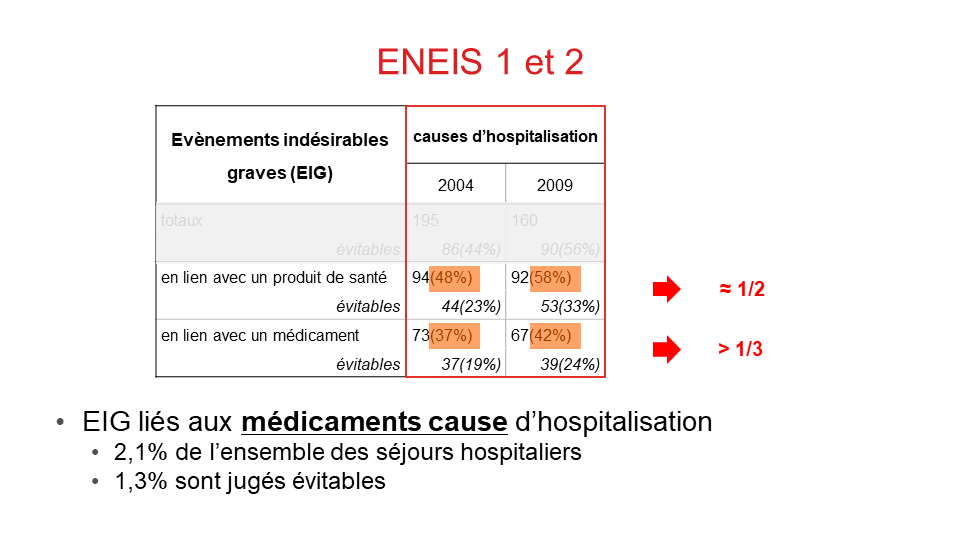 ENEIS 1 et 2
Evènements indésirables
graves (EIG)
causes d’hospitalisation
2004 2009
totaux 195 160
évitables 86(44%) 90(56%)
en lien avec un produit de santé 94(48%) 92(58%)
évitables 44(23%) 53(33%)
≈ 1/2
en lien avec un médicament 73(37%) 67(42%)
évitables 37(19%) 39(24%)
> 1/3
• EIG liés aux médicaments cause d’hospitalisation
• 2,1% de l’ensemble des séjours hospitaliers
• 1,3% sont jugés évitables